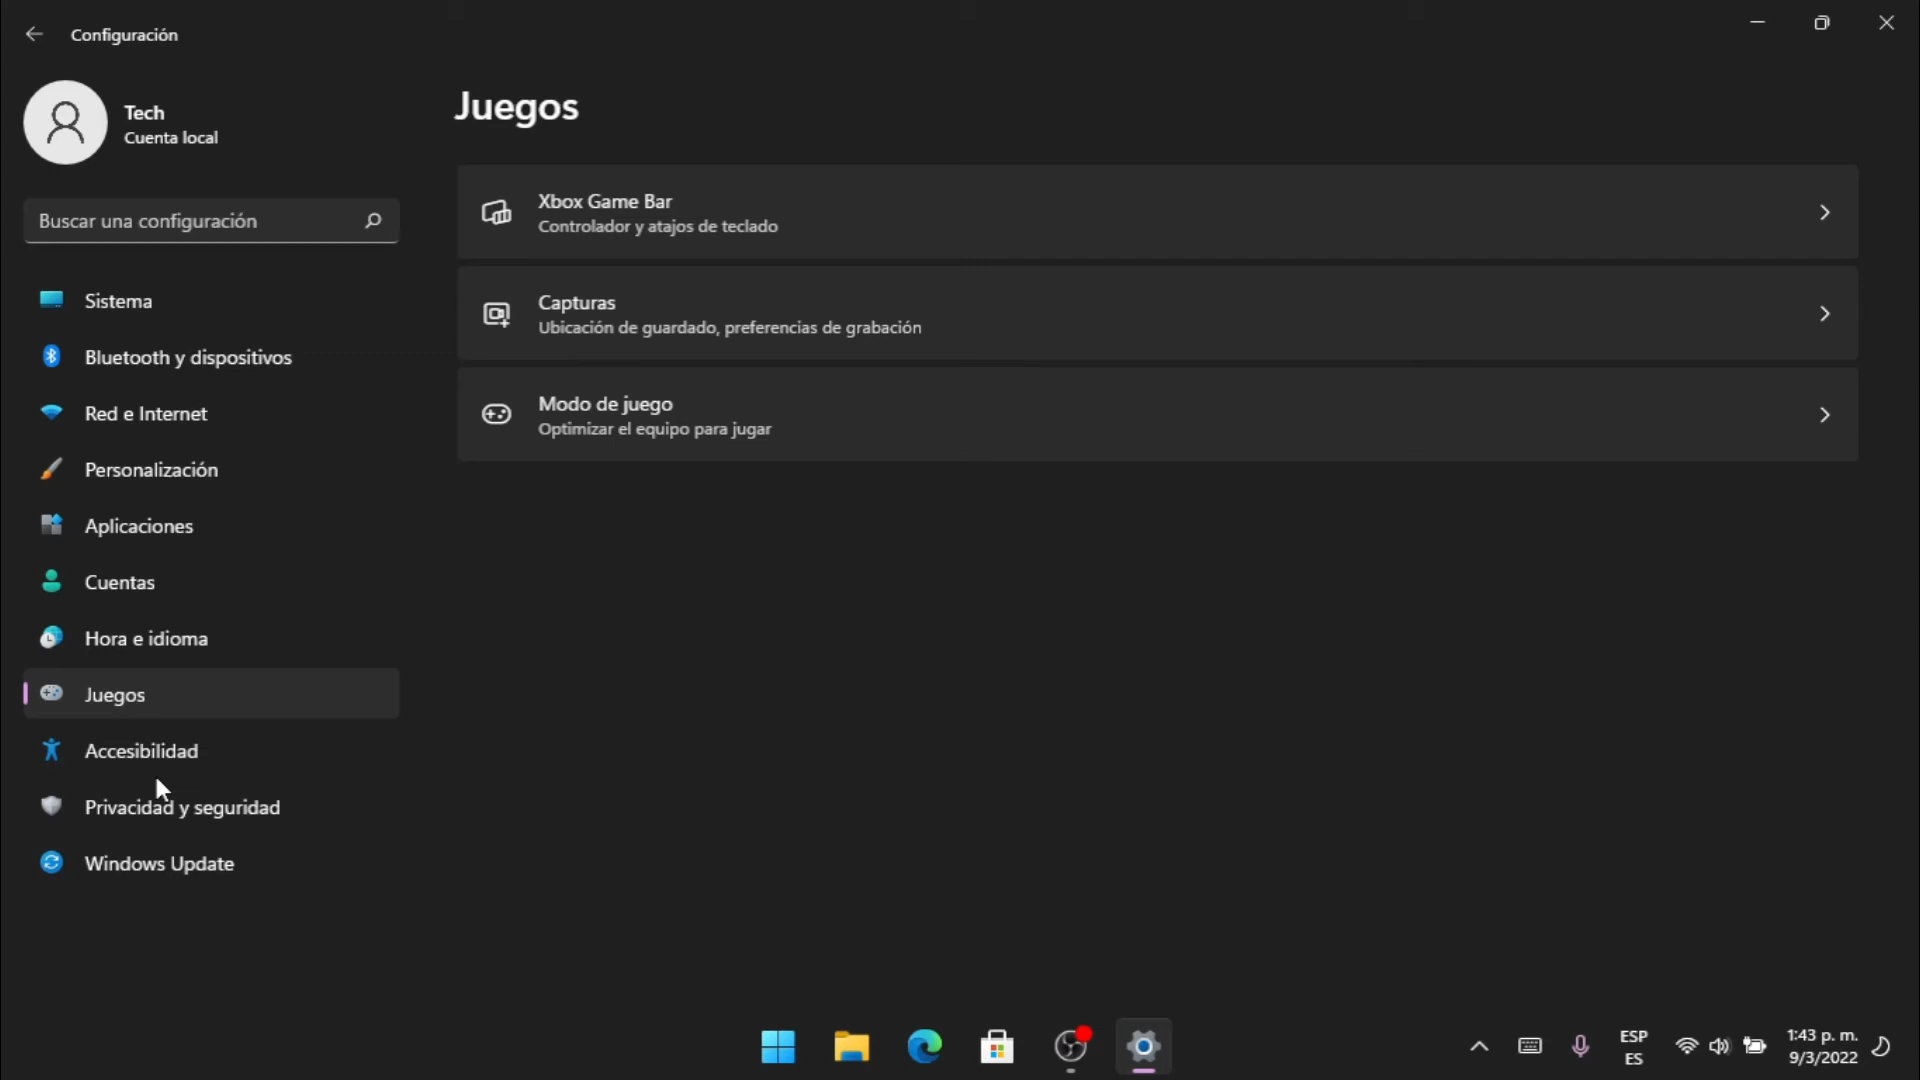 Configuración
Tech
Cuenta local
Buscar una configuración
Sistema
Bluetooth y dispositivos
Red e Internet
Personalización
Aplicaciones
Cuentas
Hora e idioma
Juegos
Accesibilidad
Privacidad y seguridad
Windows Update
Juegos
Xbox Game Bar
Controlador y atajos de teclado
Capturas
Ubicación de guardado, preferencias de grabación
Modo de juego
Optimizar el equipo para jugar
ESP
ES
1:43 p. m.
9/3/2022